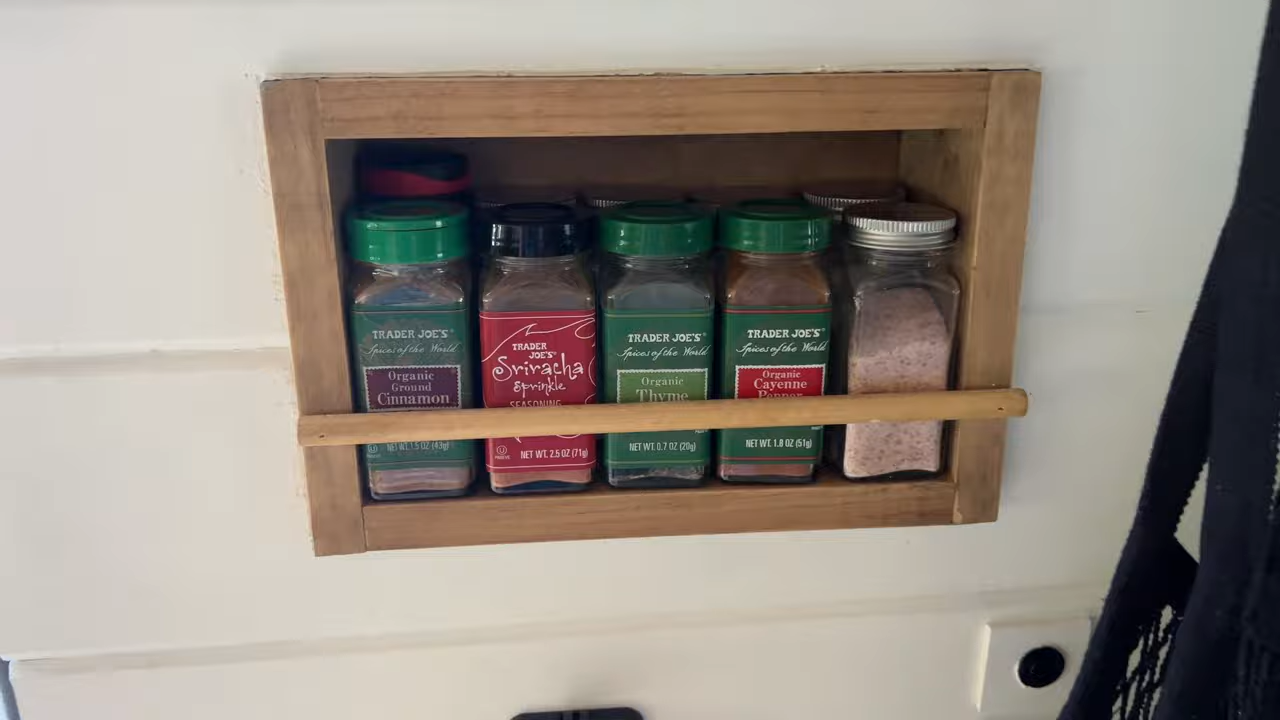 TRADER JOE'S®
Spices of the World
Organic
Ground
Cinnamon
NET WT. 1.5 OZ (43g)
TRADER
JOE'S®
Sriracha
Sprinkle
SEASONING
NET WT. 2.5 OZ (71g)
TRADER JOE'S®
Spices of the World
Organic
Thyme
NET WT. 0.7 OZ (20g)
TRADER JOE'S®
Spices of the World
Organic
Cayenne
Pepper
NET WT. 1.8 OZ (51g)